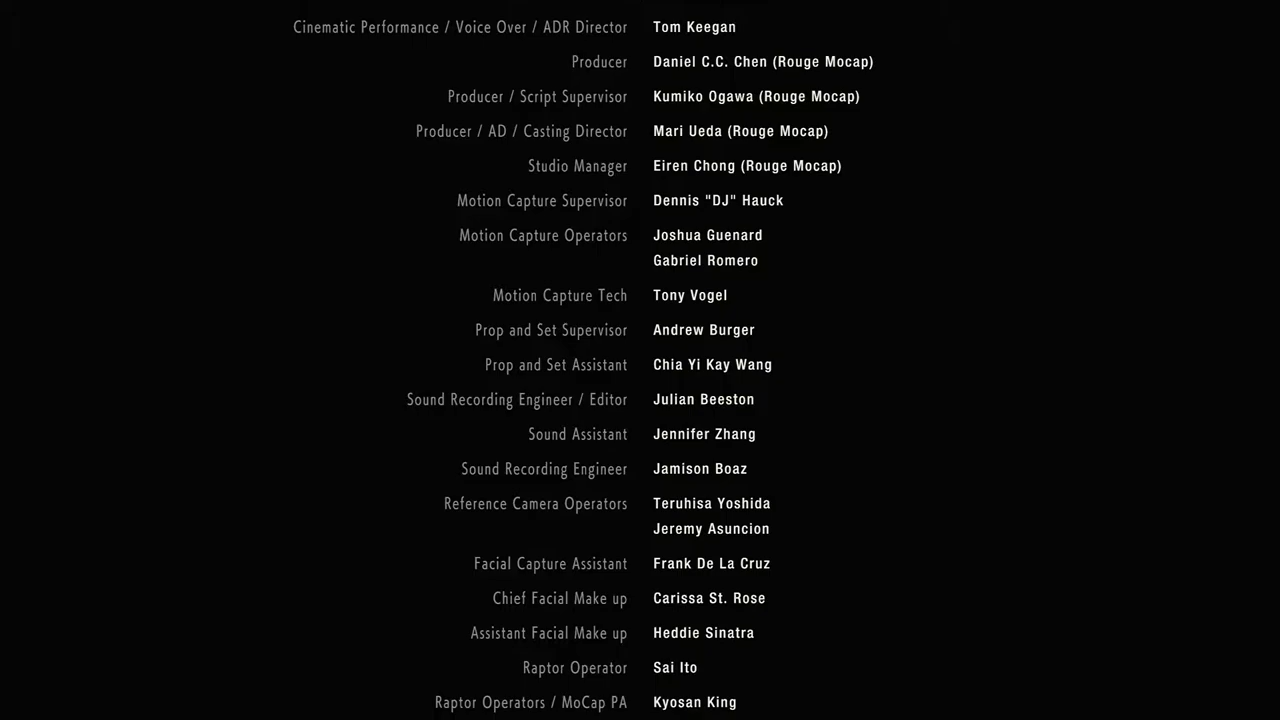 Cinematic Performance / Voice Over / ADR Director Tom Keegan
Producer Daniel C.C. Chen (Rouge Mocap)
Producer / Script Supervisor Kumiko Ogawa (Rouge Mocap)
Producer / AD / Casting Director Mari Ueda (Rouge Mocap)
Studio Manager Eiren Chong (Rouge Mocap)
Motion Capture Supervisor Dennis "DJ" Hauck
Motion Capture Operators Joshua Guenard
Gabriel Romero
Motion Capture Tech Tony Vogel
Prop and Set Supervisor Andrew Burger
Prop and Set Assistant Chia Yi Kay Wang
Sound Recording Engineer / Editor Julian Beeston
Sound Assistant Jennifer Zhang
Sound Recording Engineer Jamison Boaz
Reference Camera Operators Teruhisa Yoshida
Jeremy Asuncion
Facial Capture Assistant Frank De La Cruz
Chief Facial Make up Carissa St. Rose
Assistant Facial Make up Heddie Sinatra
Raptor Operator Sai Ito
Raptor Operators / MoCap PA Kyosan King